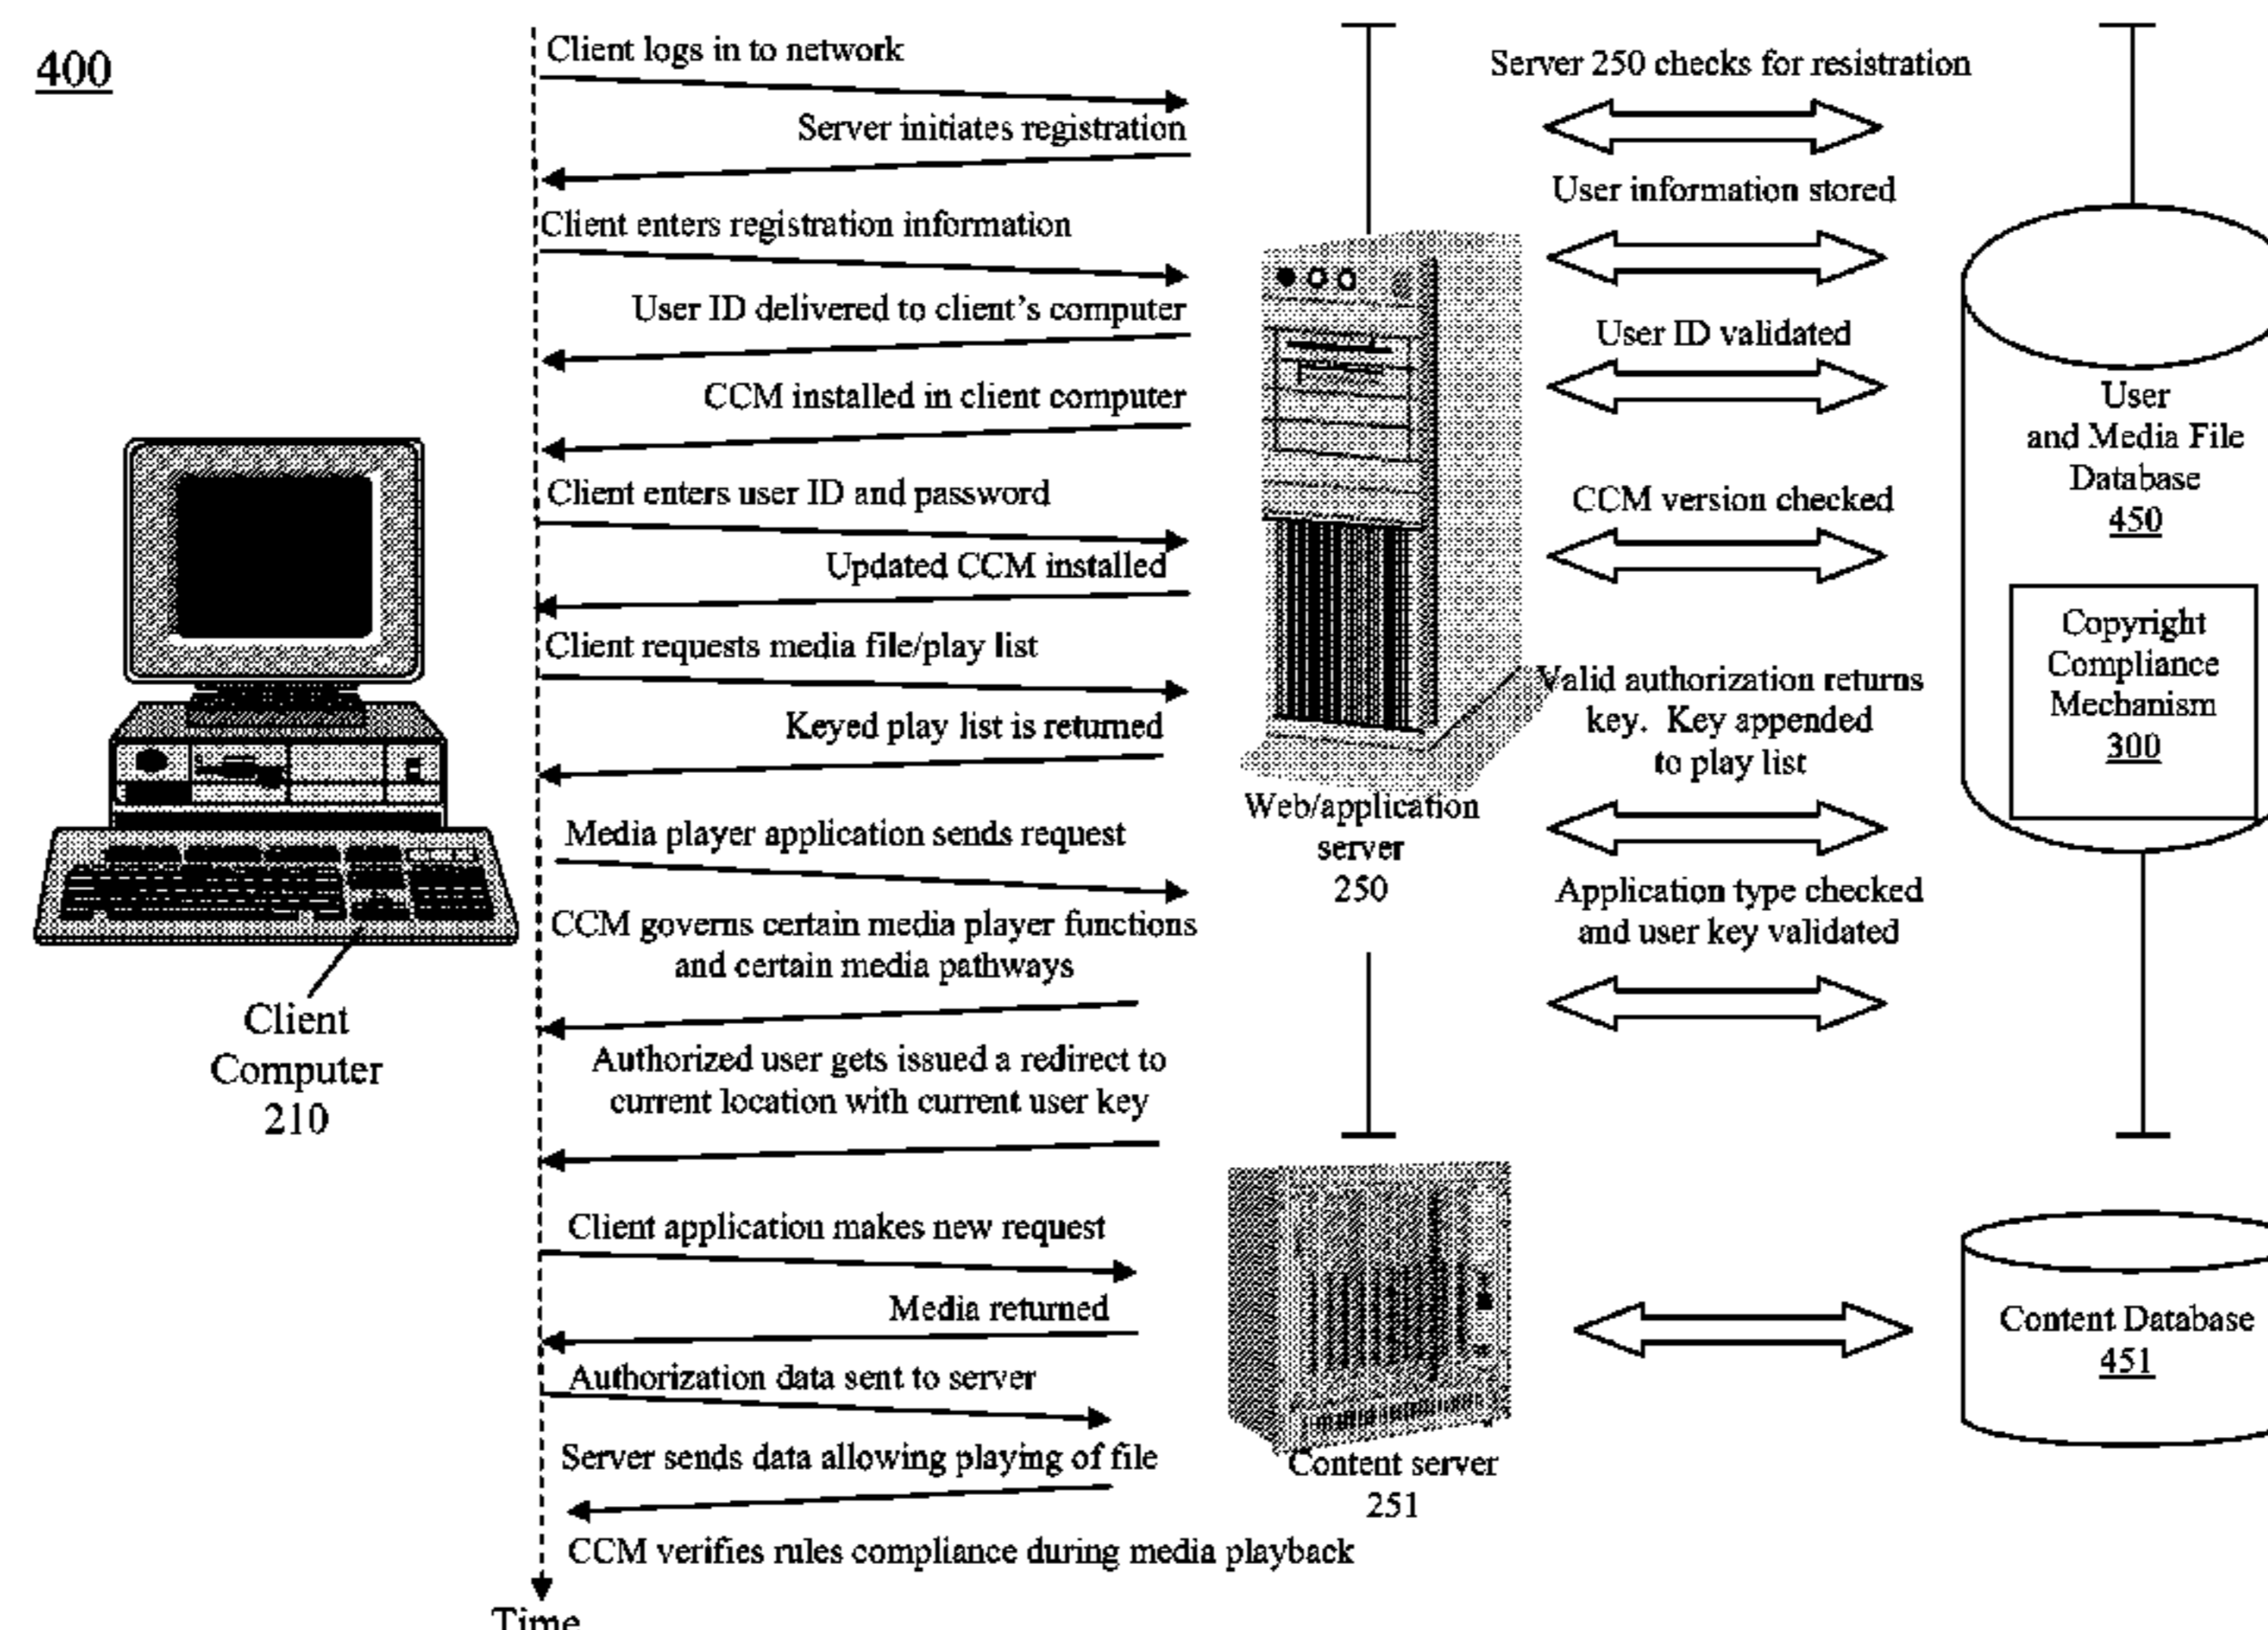 400
Client logs in to network
Server initiates registration
Client enters registration information
User ID delivered to client's computer
CCM installed in client computer
Client enters user ID and password
Updated CCM installed
Client requests media file/play list
Keyed play list is returned
Media player application sends request
CCM governs certain media player functions
and certain media pathways
Authorized user gets issued a redirect to
current location with current user key
Client application makes new request
Media returned
Authorization data sent to server
Server sends data allowing playing of file
CCM verifies rules compliance during media playback
Time
Client
Computer
210
Web/application
server
250
Content server
251
Server 250 checks for resistration
User information stored
User ID validated
CCM version checked
Valid authorization returns
key. Key appended
to play list
Application type checked
and user key validated
User
and Media File
Database
450
Copyright
Compliance
Mechanism
300
Content Database
451